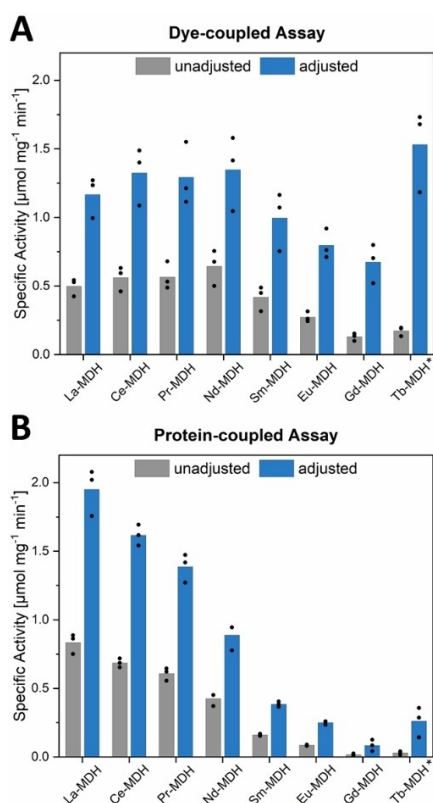 A
Dye-coupled Assay
unadjusted adjusted
Specific Activity [µmol mg⁻¹ min⁻¹]
2.0
1.5
1.0
0.5
0.0
La-MDH Ce-MDH Pr-MDH Nd-MDH Sm-MDH Eu-MDH Gd-MDH Tb-MDH*
B
Protein-coupled Assay
unadjusted adjusted
Specific Activity [µmol mg⁻¹ min⁻¹]
2.0
1.5
1.0
0.5
0.0
La-MDH Ce-MDH Pr-MDH Nd-MDH Sm-MDH Eu-MDH Gd-MDH Tb-MDH*